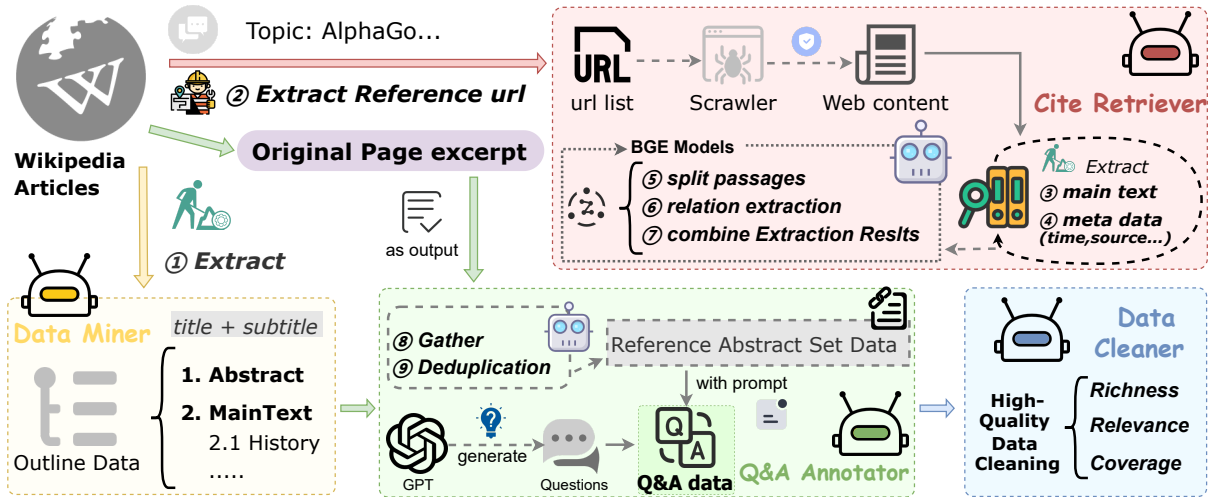 Topic: AlphaGo...
② Extract Reference url
Wikipedia
Articles
Original Page excerpt
① Extract
as output
URL
url list
Scrawler
Web content
Cite Retriever
BGE Models
⑤ split passages
⑥ relation extraction
⑦ combine Extraction Reslts
Extract
③ main text
④ meta data
(time,source...)
Data Miner
title + subtitle
1. Abstract
2. MainText
2.1 History
.....
Outline Data
⑧ Gather
⑨ Deduplication
Reference Abstract Set Data
with prompt
GPT
generate
Questions
Q
A
Q&A data
Q&A Annotator
Data
Cleaner
High-
Quality
Data
Cleaning
Richness
Relevance
Coverage